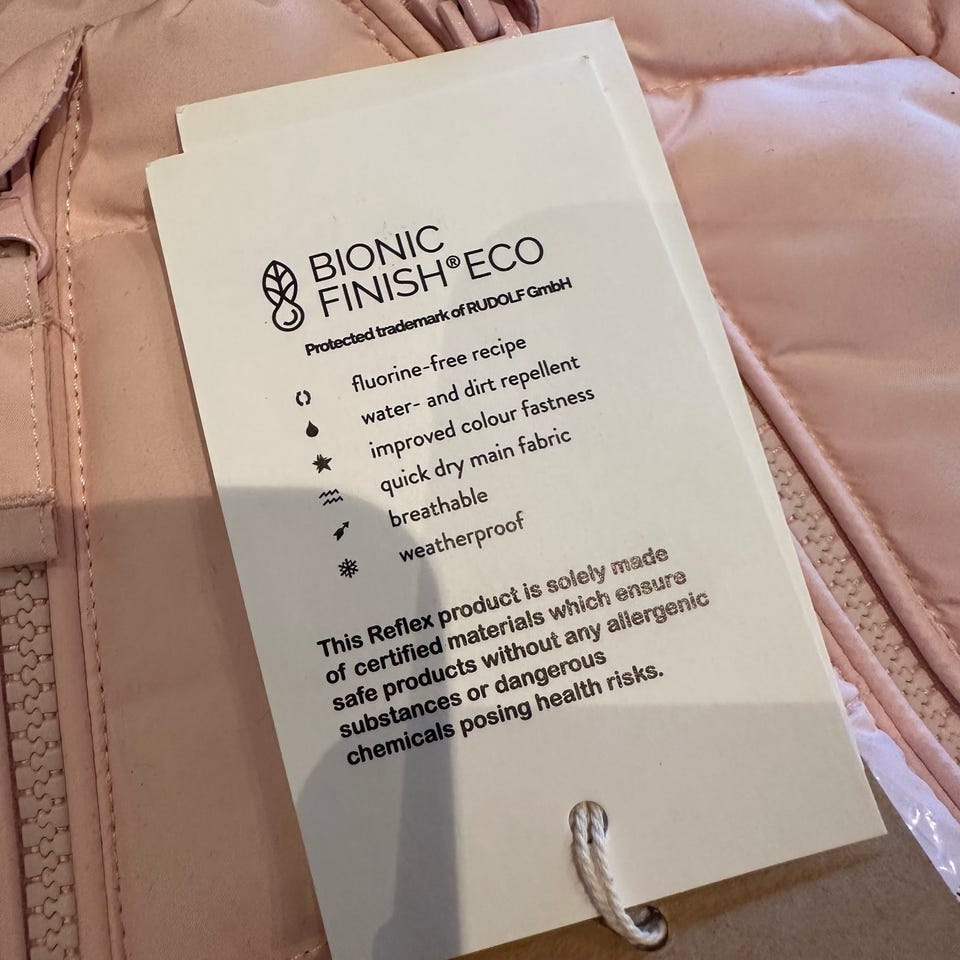 BIONIC
FINISH® ECO
Protected trademark of RUDOLF GmbH
fluorine-free recipe
water- and dirt repellent
improved colour fastness
quick dry main fabric
breathable
weatherproof
This Reflex product is solely made
of certified materials which ensure
safe products without any allergenic
substances or dangerous
chemicals posing health risks.